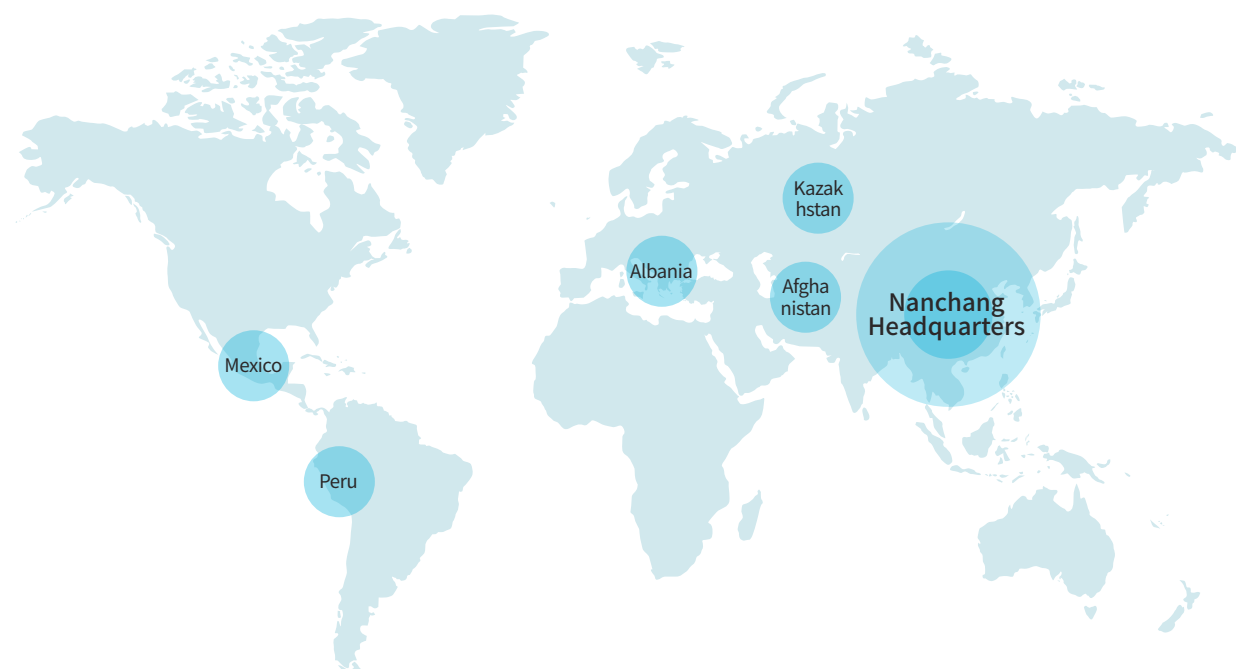 Kazak
hstan
Albania
Afgha
nistan
Nanchang
Headquarters
Mexico
Peru